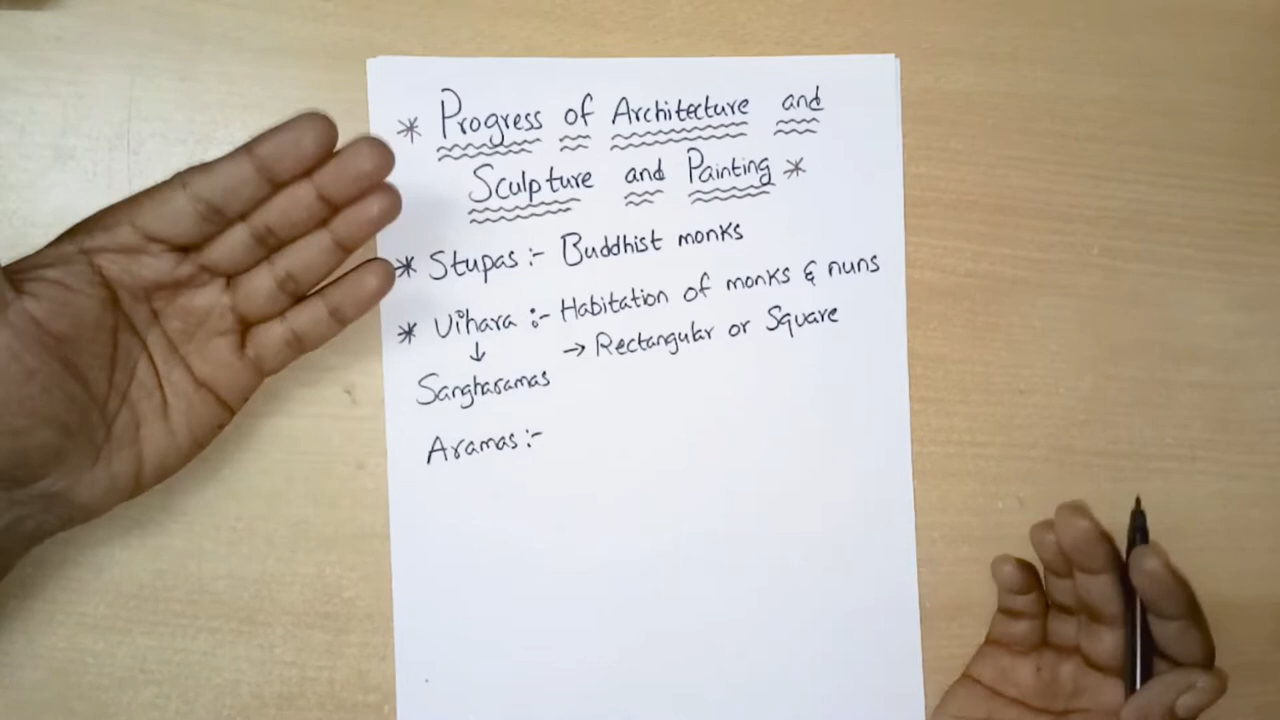 * Progress of Architecture and
Sculpture and Painting *
* Stupas :- Buddhist monks
* Vihara :- Habitation of monks & nuns
↓ → Rectangular or Square
Sangharamas
Aramas :-